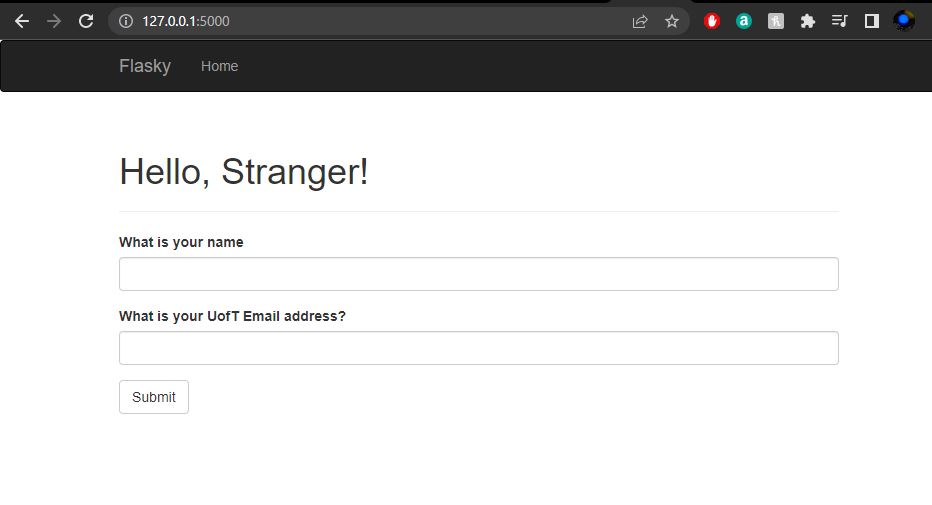 127.0.0.1:5000
Flasky Home
Hello, Stranger!
What is your name
What is your UofT Email address?
Submit